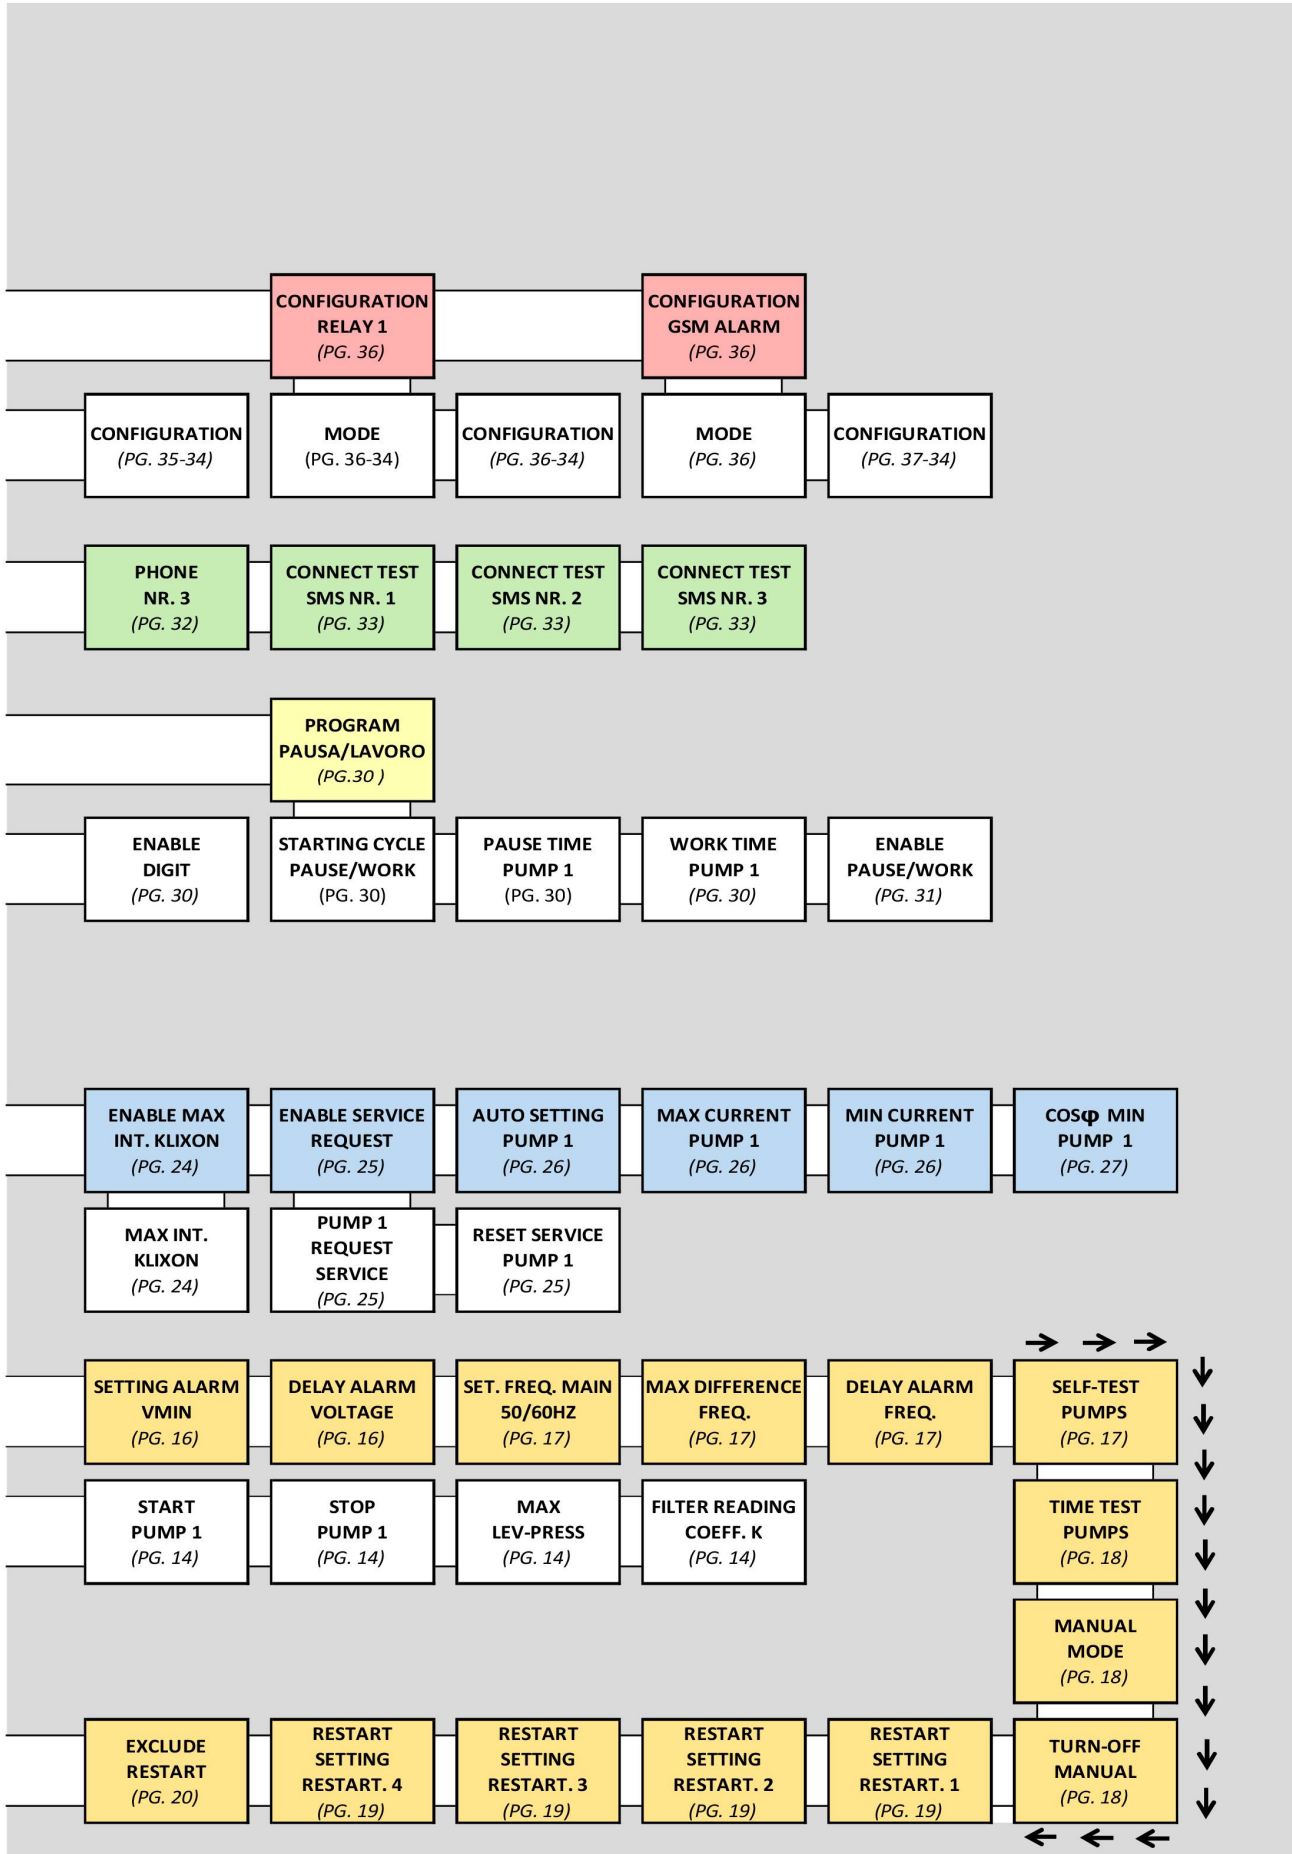 CONFIGURATION
RELAY 1
(PG. 36)
CONFIGURATION
GSM ALARM
(PG. 36)
CONFIGURATION
(PG. 35-34)
MODE
(PG. 36-34)
CONFIGURATION
(PG. 36-34)
MODE
(PG. 36)
CONFIGURATION
(PG. 37-34)
PHONE
NR. 3
(PG. 32)
CONNECT TEST
SMS NR. 1
(PG. 33)
CONNECT TEST
SMS NR. 2
(PG. 33)
CONNECT TEST
SMS NR. 3
(PG. 33)
PROGRAM
PAUSA/LAVORO
(PG.30 )
ENABLE
DIGIT
(PG. 30)
STARTING CYCLE
PAUSE/WORK
(PG. 30)
PAUSE TIME
PUMP 1
(PG. 30)
WORK TIME
PUMP 1
(PG. 30)
ENABLE
PAUSE/WORK
(PG. 31)
ENABLE MAX
INT. KLIXON
(PG. 24)
ENABLE SERVICE
REQUEST
(PG. 25)
AUTO SETTING
PUMP 1
(PG. 26)
MAX CURRENT
PUMP 1
(PG. 26)
MIN CURRENT
PUMP 1
(PG. 26)
COSφ MIN
PUMP 1
(PG. 27)
MAX INT.
KLIXON
(PG. 24)
PUMP 1
REQUEST
SERVICE
(PG. 25)
RESET SERVICE
PUMP 1
(PG. 25)
SETTING ALARM
VMIN
(PG. 16)
DELAY ALARM
VOLTAGE
(PG. 16)
SET. FREQ. MAIN
50/60HZ
(PG. 17)
MAX DIFFERENCE
FREQ.
(PG. 17)
DELAY ALARM
FREQ.
(PG. 17)
SELF-TEST
PUMPS
(PG. 17)
START
PUMP 1
(PG. 14)
STOP
PUMP 1
(PG. 14)
MAX
LEV-PRESS
(PG. 14)
FILTER READING
COEFF. K
(PG. 14)
TIME TEST
PUMPS
(PG. 18)
MANUAL
MODE
(PG. 18)
EXCLUDE
RESTART
(PG. 20)
RESTART
SETTING
RESTART. 4
(PG. 19)
RESTART
SETTING
RESTART. 3
(PG. 19)
RESTART
SETTING
RESTART. 2
(PG. 19)
RESTART
SETTING
RESTART. 1
(PG. 19)
TURN-OFF
MANUAL
(PG. 18)